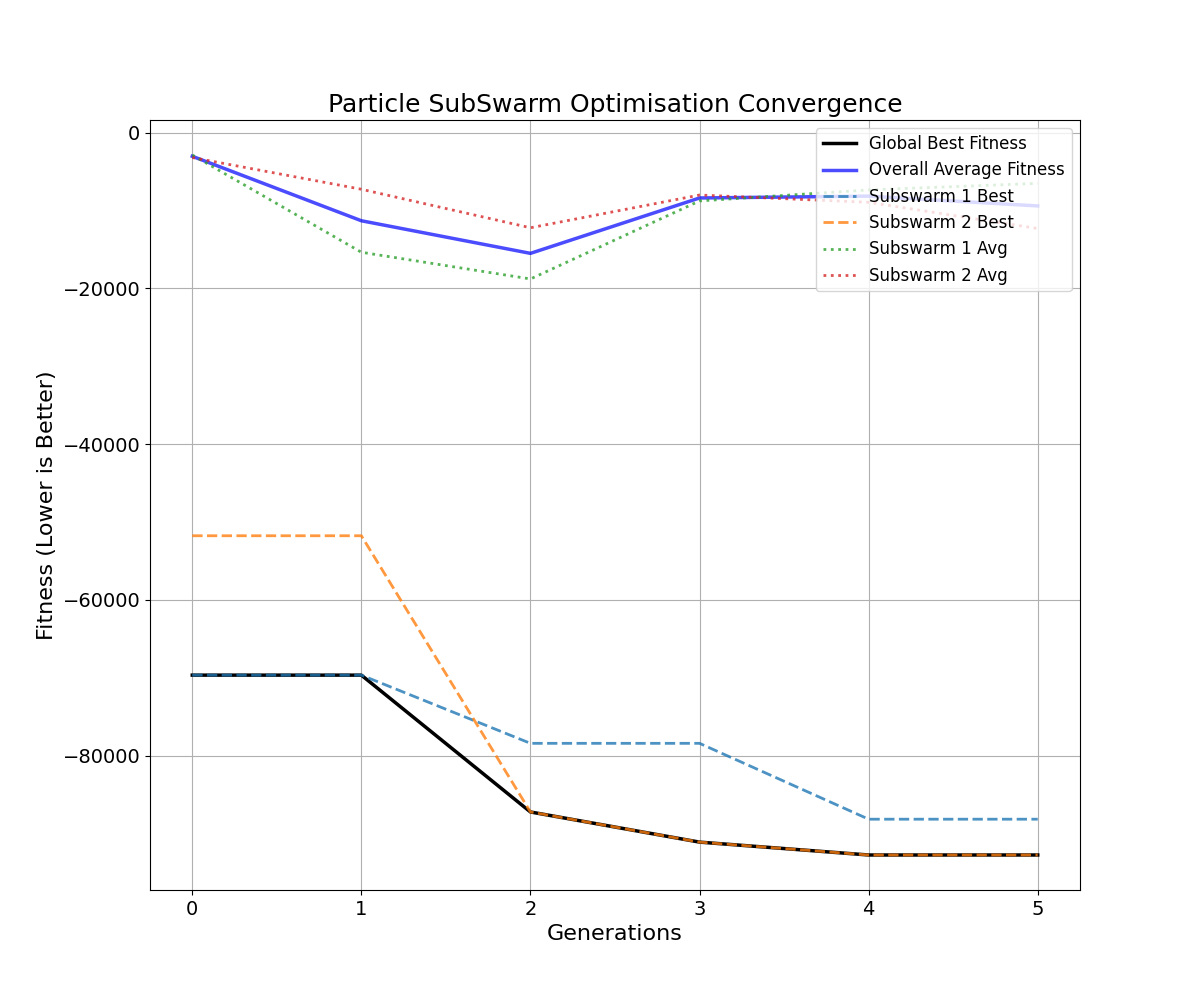 Particle SubSwarm Optimisation Convergence
Fitness (Lower is Better)
0
−20000
−40000
−60000
−80000
Global Best Fitness
Overall Average Fitness
Subswarm 1 Best
Subswarm 2 Best
Subswarm 1 Avg
Subswarm 2 Avg
0 1 2 3 4 5
Generations